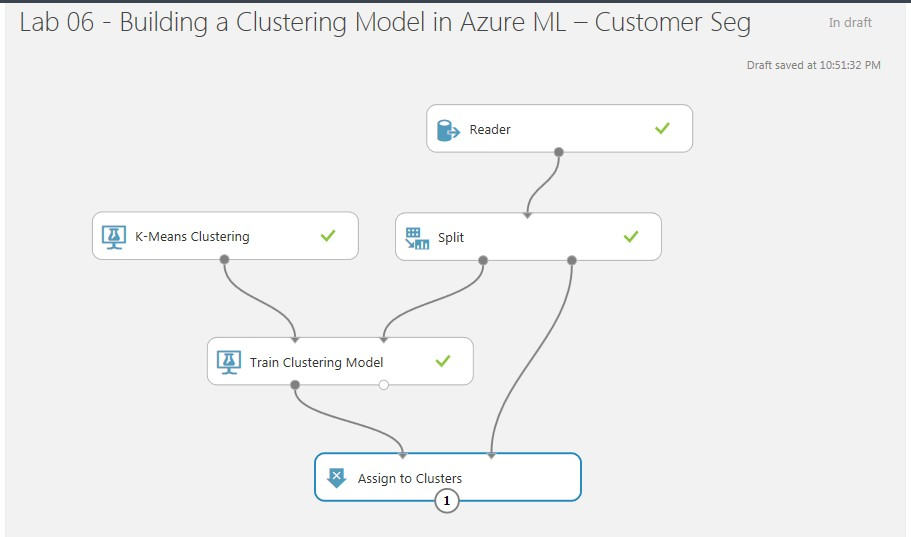 Lab 06 - Building a Clustering Model in Azure ML – Customer Seg
In draft
Draft saved at 10:51:32 PM
Reader
K-Means Clustering
Split
Train Clustering Model
Assign to Clusters
1